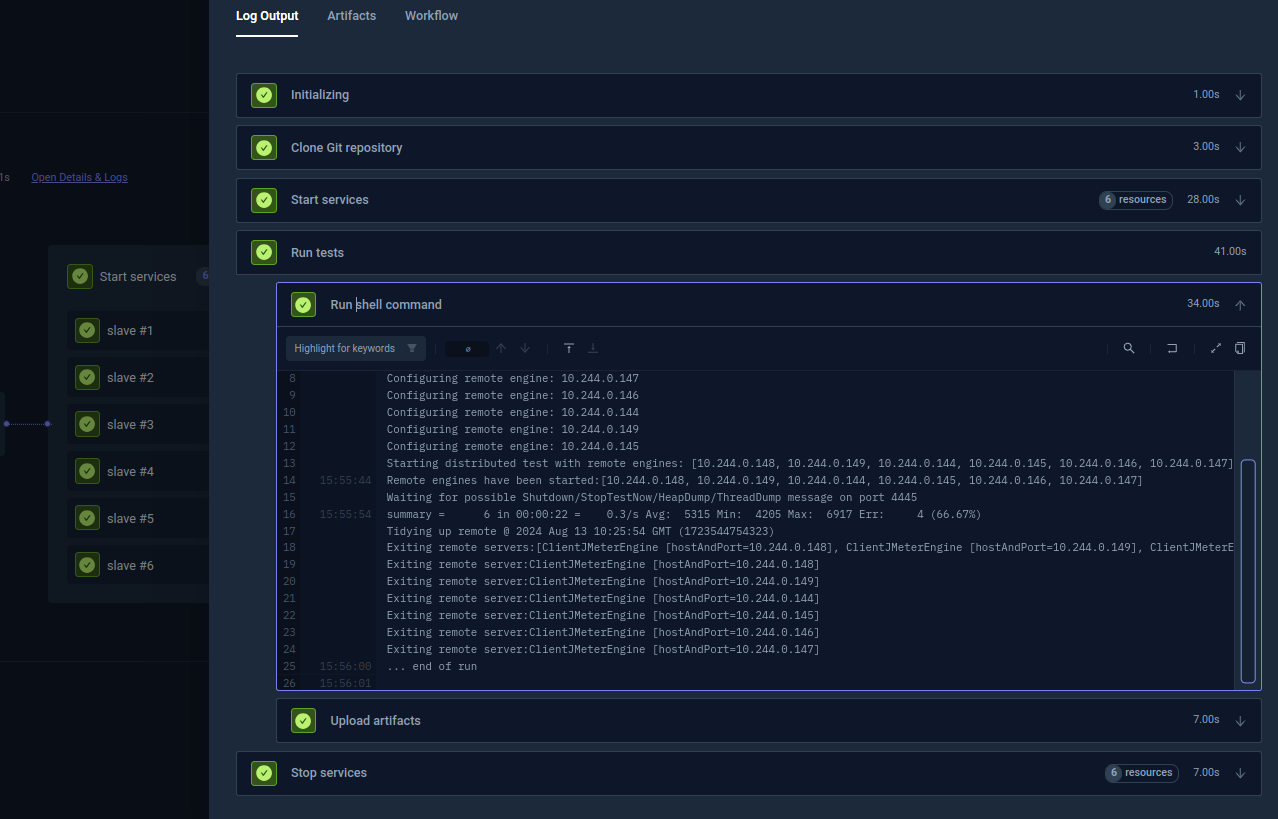 Log Output Artifacts Workflow
Initializing 1.00s
Clone Git repository 3.00s
1s Open Details & Logs
Start services 6 resources 28.00s
Run tests 41.00s
Start services 6
Run shell command 34.00s
slave #1
Highlight for keywords
slave #2
8 Configuring remote engine: 10.244.0.147
9 Configuring remote engine: 10.244.0.146
10 Configuring remote engine: 10.244.0.144
slave #3
11 Configuring remote engine: 10.244.0.149
12 Configuring remote engine: 10.244.0.145
13 Starting distributed test with remote engines: [10.244.0.148, 10.244.0.149, 10.244.0.144, 10.244.0.145, 10.244.0.146, 10.244.0.147]
slave #4
14 15:55:44 Remote engines have been started:[10.244.0.148, 10.244.0.149, 10.244.0.144, 10.244.0.145, 10.244.0.146, 10.244.0.147]
15 Waiting for possible Shutdown/StopTestNow/HeapDump/ThreadDump message on port 4445
16 15:55:54 summary =      6 in 00:00:22 =    0.3/s Avg:  5315 Min:  4205 Max:  6917 Err:     4 (66.67%)
slave #5
17 Tidying up remote @ 2024 Aug 13 10:25:54 GMT (1723544754323)
18 Exiting remote servers:[ClientJMeterEngine [hostAndPort=10.244.0.148], ClientJMeterEngine [hostAndPort=10.244.0.149], ClientJMeterE
19 Exiting remote server:ClientJMeterEngine [hostAndPort=10.244.0.148]
slave #6
20 Exiting remote server:ClientJMeterEngine [hostAndPort=10.244.0.149]
21 Exiting remote server:ClientJMeterEngine [hostAndPort=10.244.0.144]
22 Exiting remote server:ClientJMeterEngine [hostAndPort=10.244.0.145]
23 Exiting remote server:ClientJMeterEngine [hostAndPort=10.244.0.146]
24 Exiting remote server:ClientJMeterEngine [hostAndPort=10.244.0.147]
25 15:56:00 ... end of run
26 15:56:01
Upload artifacts 7.00s
Stop services 6 resources 7.00s